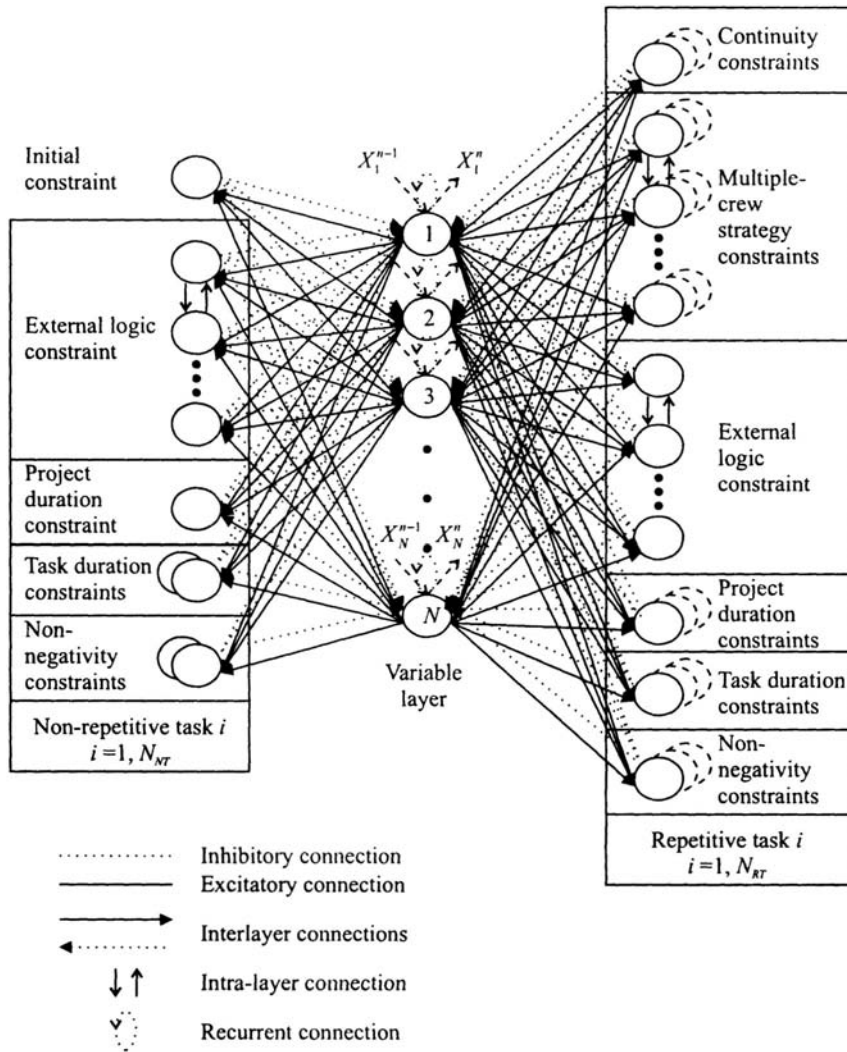 Initial
constraint
External logic
constraint
Project
duration
constraint
Task duration
constraints
Non-
negativity
constraints
Non-repetitive task i
i=1, N_NT
X_1^{n-1}
X_1^n
1
2
3
X_N^{n-1}
X_N^n
N
Variable
layer
Continuity
constraints
Multiple-
crew
strategy
constraints
External
logic
constraint
Project
duration
constraints
Task duration
constraints
Non-
negativity
constraints
Repetitive task i
i=1, N_RT
Inhibitory connection
Excitatory connection
Interlayer connections
Intra-layer connection
Recurrent connection